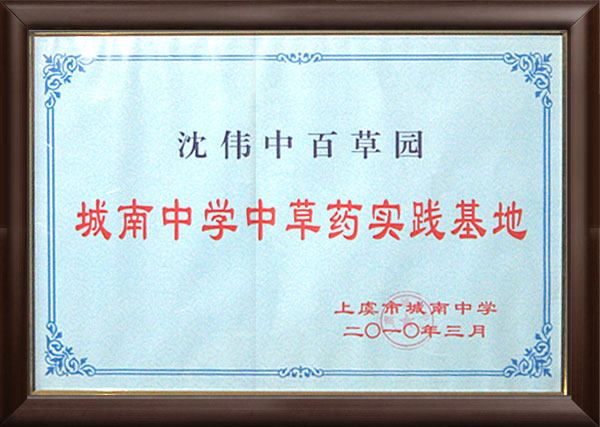 沈伟中百草园
城南中学中草药实践基地
上虞市城南中学
二〇一〇年三月